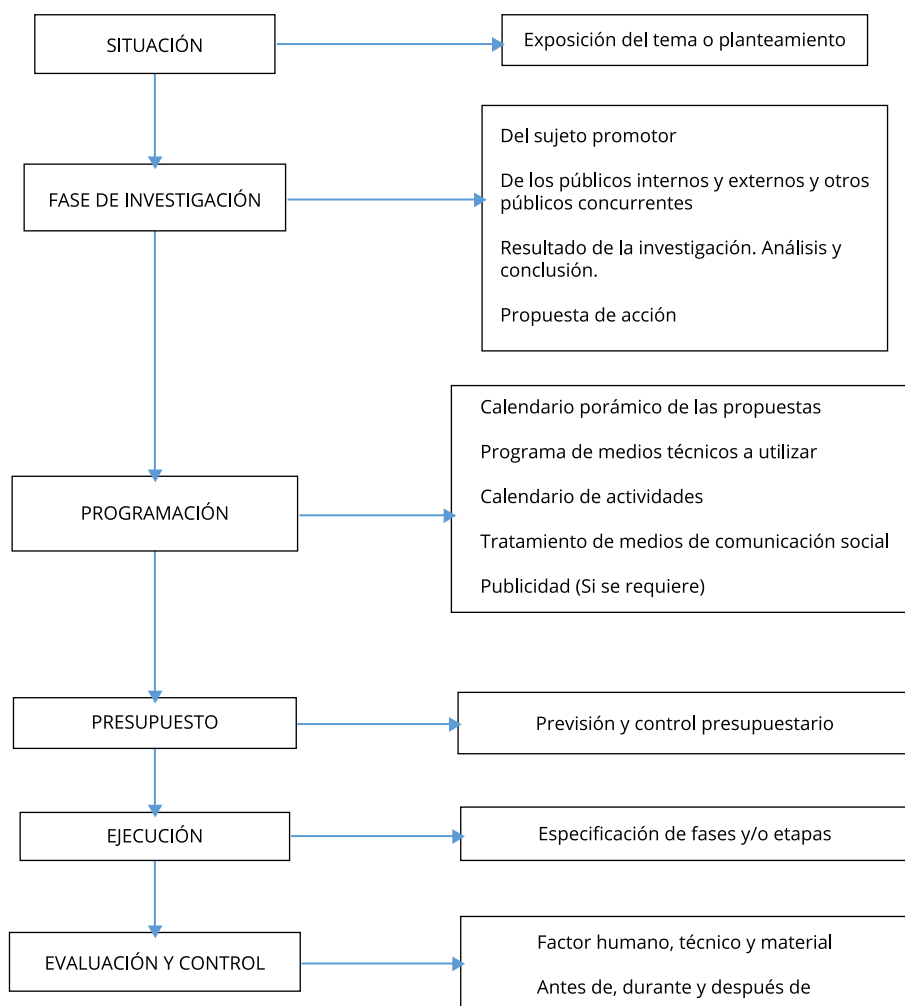 SITUACIÓN
Exposición del tema o planteamiento
FASE DE INVESTIGACIÓN
Del sujeto promotor
De los públicos internos y externos y otros
públicos concurrentes
Resultado de la investigación. Análisis y
conclusión.
Propuesta de acción
PROGRAMACIÓN
Calendario porámico de las propuestas
Programa de medios técnicos a utilizar
Calendario de actividades
Tratamiento de medios de comunicación social
Publicidad (Si se requiere)
PRESUPUESTO
Previsión y control presupuestario
EJECUCIÓN
Especificación de fases y/o etapas
EVALUACIÓN Y CONTROL
Factor humano, técnico y material
Antes de, durante y después de